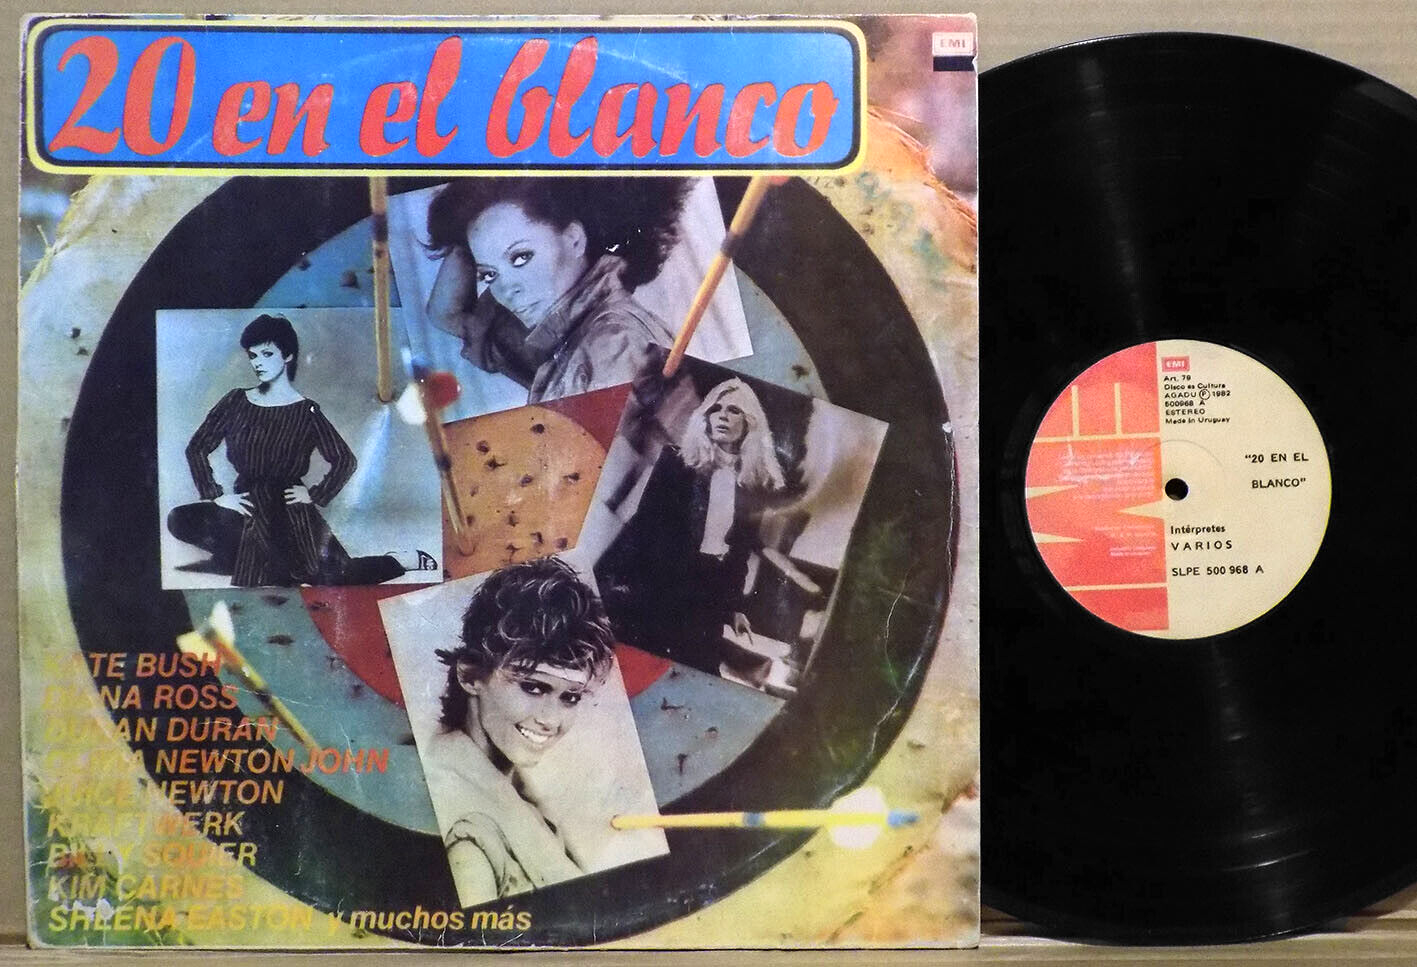 20 en el blanco
EMI
KATE BUSH
DIANA ROSS
DURAN DURAN
OLIVIA NEWTON JOHN
JUICE NEWTON
KRAFTWERK
BILLY SQUIER
KIM CARNES
SHEENA EASTON y muchos más
EMI
Art. 79
Disco es Cultura
AGADU Ⓟ 1982
500968 A
ESTEREO
Made in Uruguay
"20 EN EL
BLANCO"
Intérpretes
VARIOS
SLPE 500 968 A
EMI